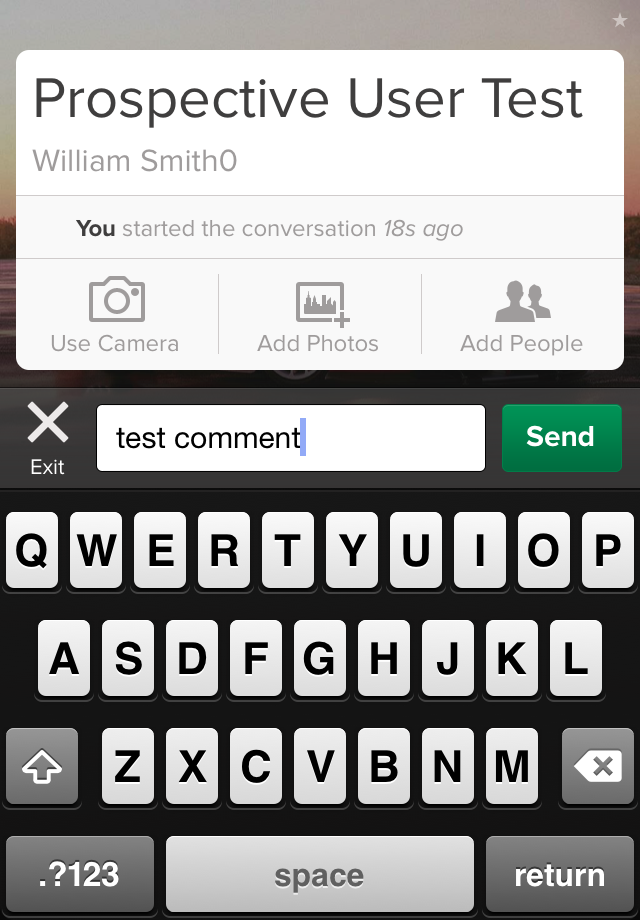 Prospective User Test
William Smith0
You started the conversation 18s ago
Use Camera Add Photos Add People
Exit test comment Send
Q W E R T Y U I O P
A S D F G H J K L
Z X C V B N M
.?123 space return